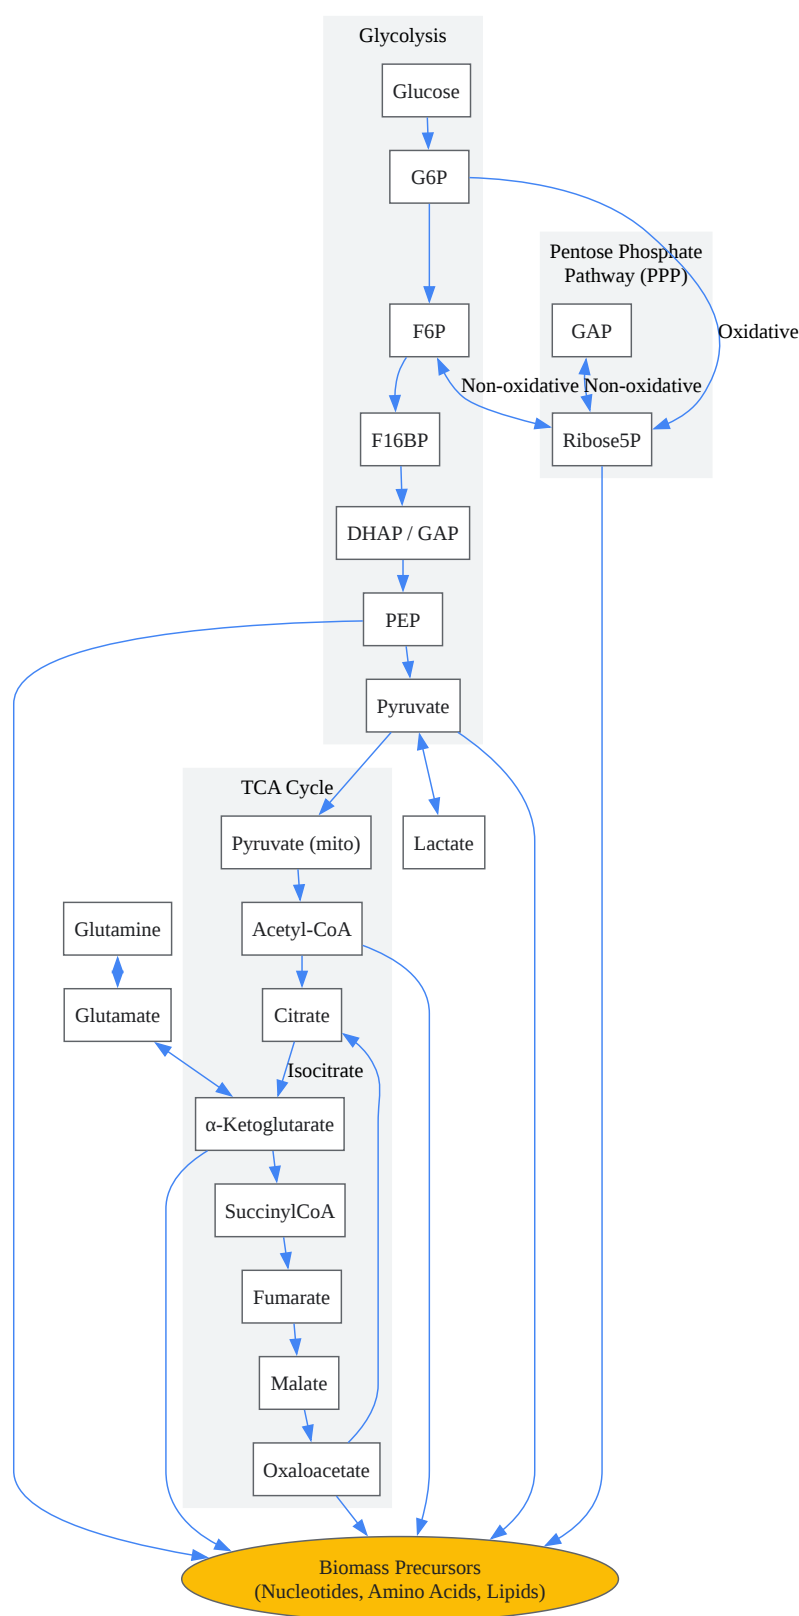 Glycolysis
Glucose
G6P
Pentose Phosphate
Pathway (PPP)
F6P
GAP
Oxidative
Non-oxidative
Non-oxidative
F16BP
Ribose5P
DHAP / GAP
PEP
Pyruvate
TCA Cycle
Pyruvate (mito)
Lactate
Glutamine
Acetyl-CoA
Glutamate
Citrate
Isocitrate
α-Ketoglutarate
SuccinylCoA
Fumarate
Malate
Oxaloacetate
Biomass Precursors
(Nucleotides, Amino Acids, Lipids)